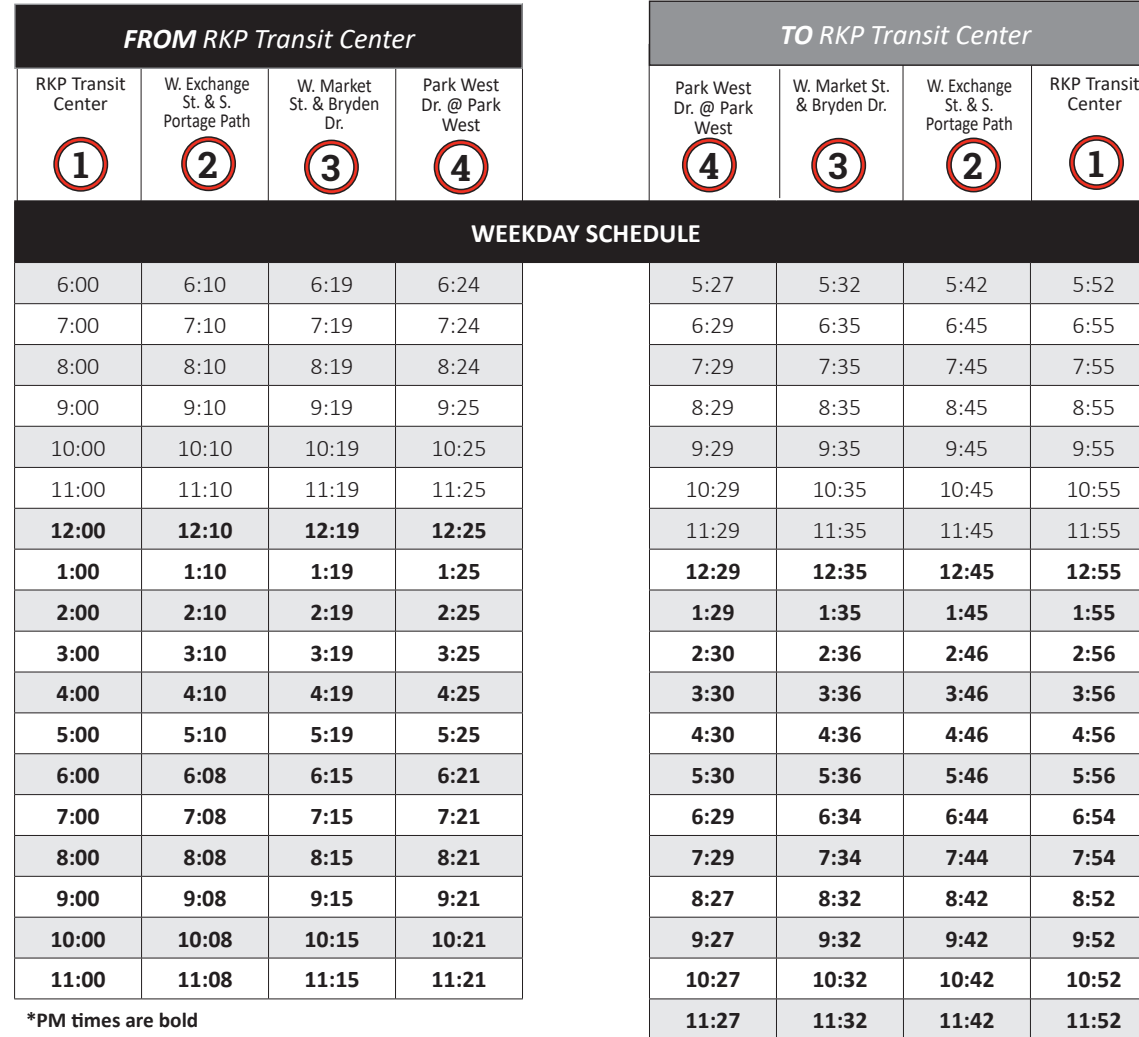 FROM RKP Transit Center
TO RKP Transit Center
RKP Transit
Center
1
W. Exchange
St. & S.
Portage Path
2
W. Market
St. & Bryden
Dr.
3
Park West
Dr. @ Park
West
4
Park West
Dr. @ Park
West
4
W. Market St.
& Bryden Dr.
3
W. Exchange
St. & S.
Portage Path
2
RKP Transit
Center
1
WEEKDAY SCHEDULE
6:00 6:10 6:19 6:24 5:27 5:32 5:42 5:52
7:00 7:10 7:19 7:24 6:29 6:35 6:45 6:55
8:00 8:10 8:19 8:24 7:29 7:35 7:45 7:55
9:00 9:10 9:19 9:25 8:29 8:35 8:45 8:55
10:00 10:10 10:19 10:25 9:29 9:35 9:45 9:55
11:00 11:10 11:19 11:25 10:29 10:35 10:45 10:55
12:00 12:10 12:19 12:25 11:29 11:35 11:45 11:55
1:00 1:10 1:19 1:25 12:29 12:35 12:45 12:55
2:00 2:10 2:19 2:25 1:29 1:35 1:45 1:55
3:00 3:10 3:19 3:25 2:30 2:36 2:46 2:56
4:00 4:10 4:19 4:25 3:30 3:36 3:46 3:56
5:00 5:10 5:19 5:25 4:30 4:36 4:46 4:56
6:00 6:08 6:15 6:21 5:30 5:36 5:46 5:56
7:00 7:08 7:15 7:21 6:29 6:34 6:44 6:54
8:00 8:08 8:15 8:21 7:29 7:34 7:44 7:54
9:00 9:08 9:15 9:21 8:27 8:32 8:42 8:52
10:00 10:08 10:15 10:21 9:27 9:32 9:42 9:52
11:00 11:08 11:15 11:21 10:27 10:32 10:42 10:52
*PM times are bold 11:27 11:32 11:42 11:52